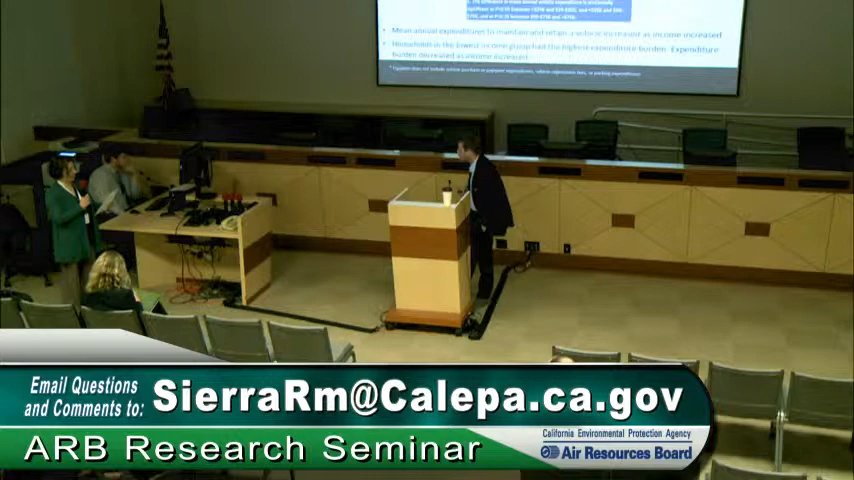 • Mean annual expenditures to maintain and retain a vehicle increased as income increased
• Households in the lowest income group had the highest expenditure burden. Expenditure
burden decreased as income increased.
Email Questions
and Comments to:
SierraRm@Calepa.ca.gov
ARB Research Seminar
California Environmental Protection Agency
Air Resources Board